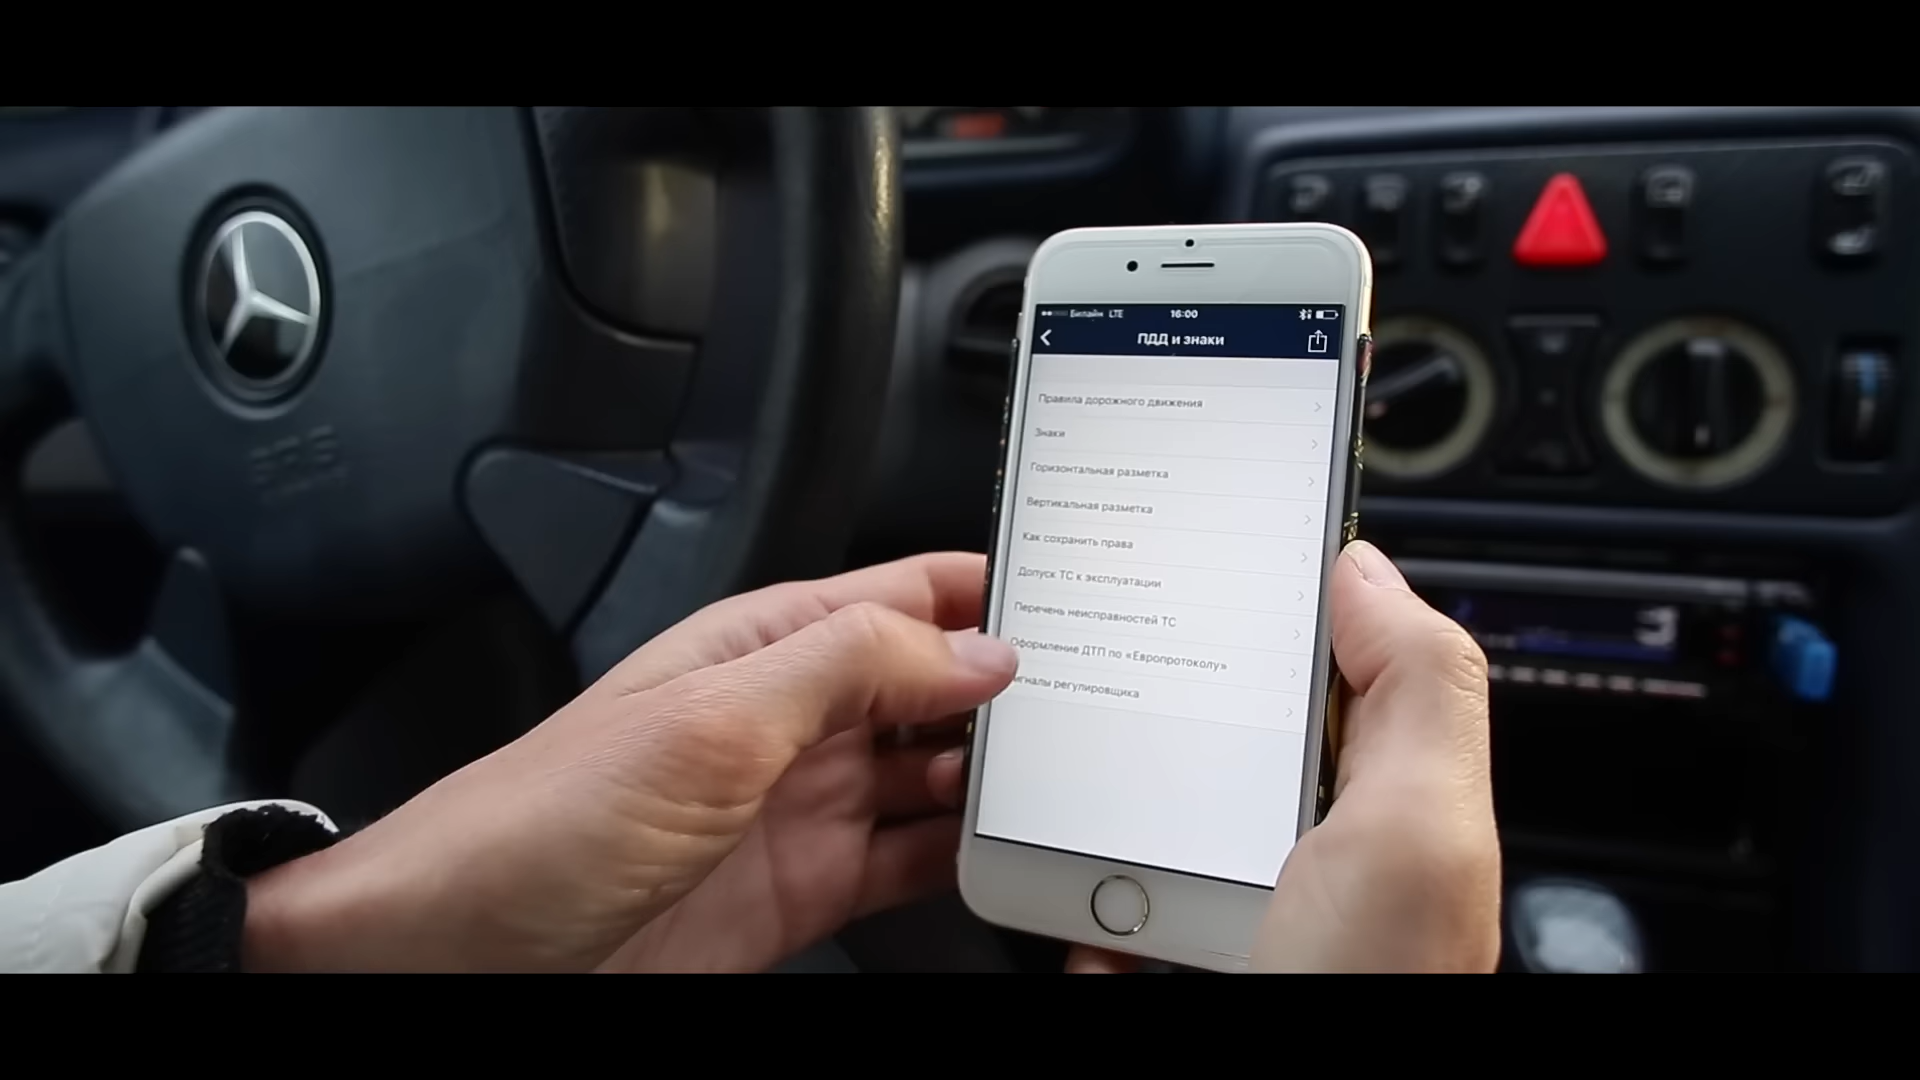 Билайн LTE 16:00
ПДД и знаки
Правила дорожного движения
Знаки
Горизонтальная разметка
Вертикальная разметка
Как сохранить права
Допуск ТС к эксплуатации
Перечень неисправностей ТС
Оформление ДТП по «Европротоколу»
игналы регулировщика
3